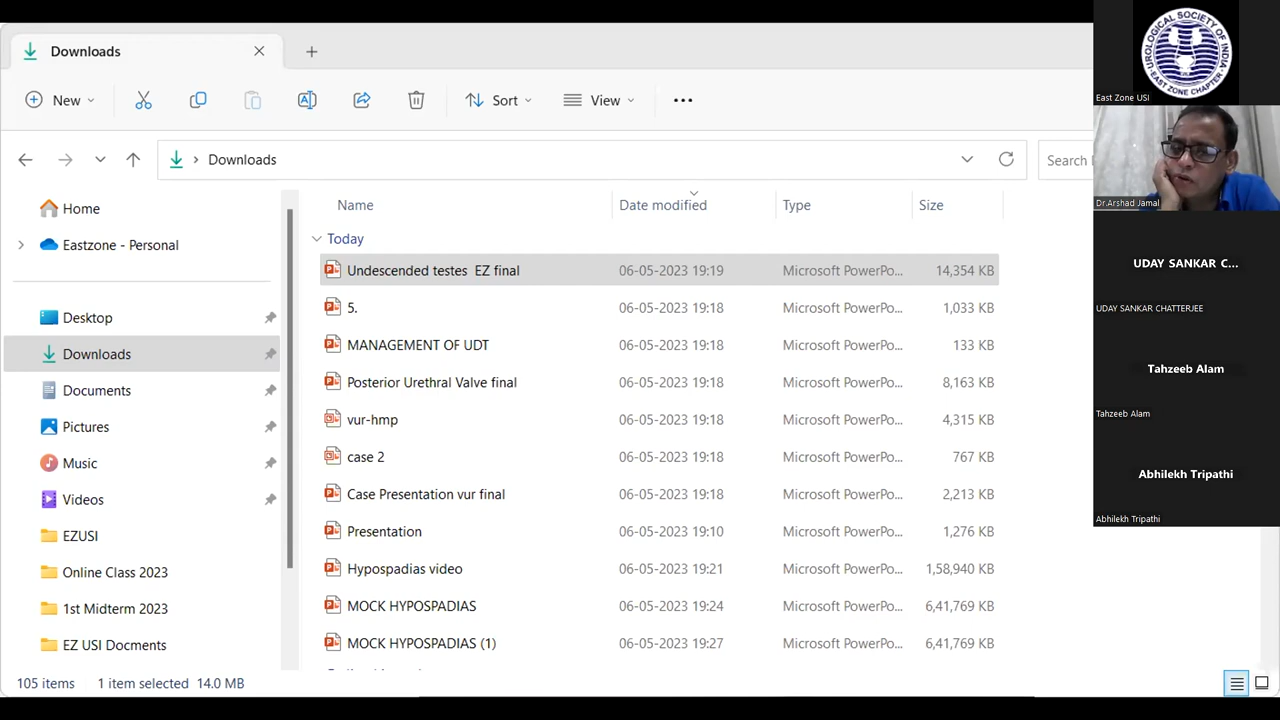 Downloads
New
Sort
View
Downloads
Search
Home
Eastzone - Personal
Desktop
Downloads
Documents
Pictures
Music
Videos
EZUSI
Online Class 2023
1st Midterm 2023
EZ USI Docments
Name Date modified Type Size
Today
Undescended testes EZ final 06-05-2023 19:19 Microsoft PowerPo... 14,354 KB
5. 06-05-2023 19:18 Microsoft PowerPo... 1,033 KB
MANAGEMENT OF UDT 06-05-2023 19:18 Microsoft PowerPo... 133 KB
Posterior Urethral Valve final 06-05-2023 19:18 Microsoft PowerPo... 8,163 KB
vur-hmp 06-05-2023 19:18 Microsoft PowerPo... 4,315 KB
case 2 06-05-2023 19:18 Microsoft PowerPo... 767 KB
Case Presentation vur final 06-05-2023 19:18 Microsoft PowerPo... 2,213 KB
Presentation 06-05-2023 19:10 Microsoft PowerPo... 1,276 KB
Hypospadias video 06-05-2023 19:21 Microsoft PowerPo... 1,58,940 KB
MOCK HYPOSPADIAS 06-05-2023 19:24 Microsoft PowerPo... 6,41,769 KB
MOCK HYPOSPADIAS (1) 06-05-2023 19:27 Microsoft PowerPo... 6,41,769 KB
105 items 1 item selected 14.0 MB
UROLOGICAL SOCIETY OF INDIA
EAST ZONE CHAPTER
East Zone USI
Dr.Arshad Jamal
UDAY SANKAR C...
UDAY SANKAR CHATTERJEE
Tahzeeb Alam
Tahzeeb Alam
Abhilekh Tripathi
Abhilekh Tripathi